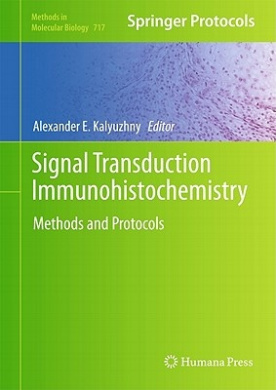 Methods in
Molecular Biology 717
Springer Protocols
Alexander E. Kalyuzhny Editor
Signal Transduction
Immunohistochemistry
Methods and Protocols
Humana Press